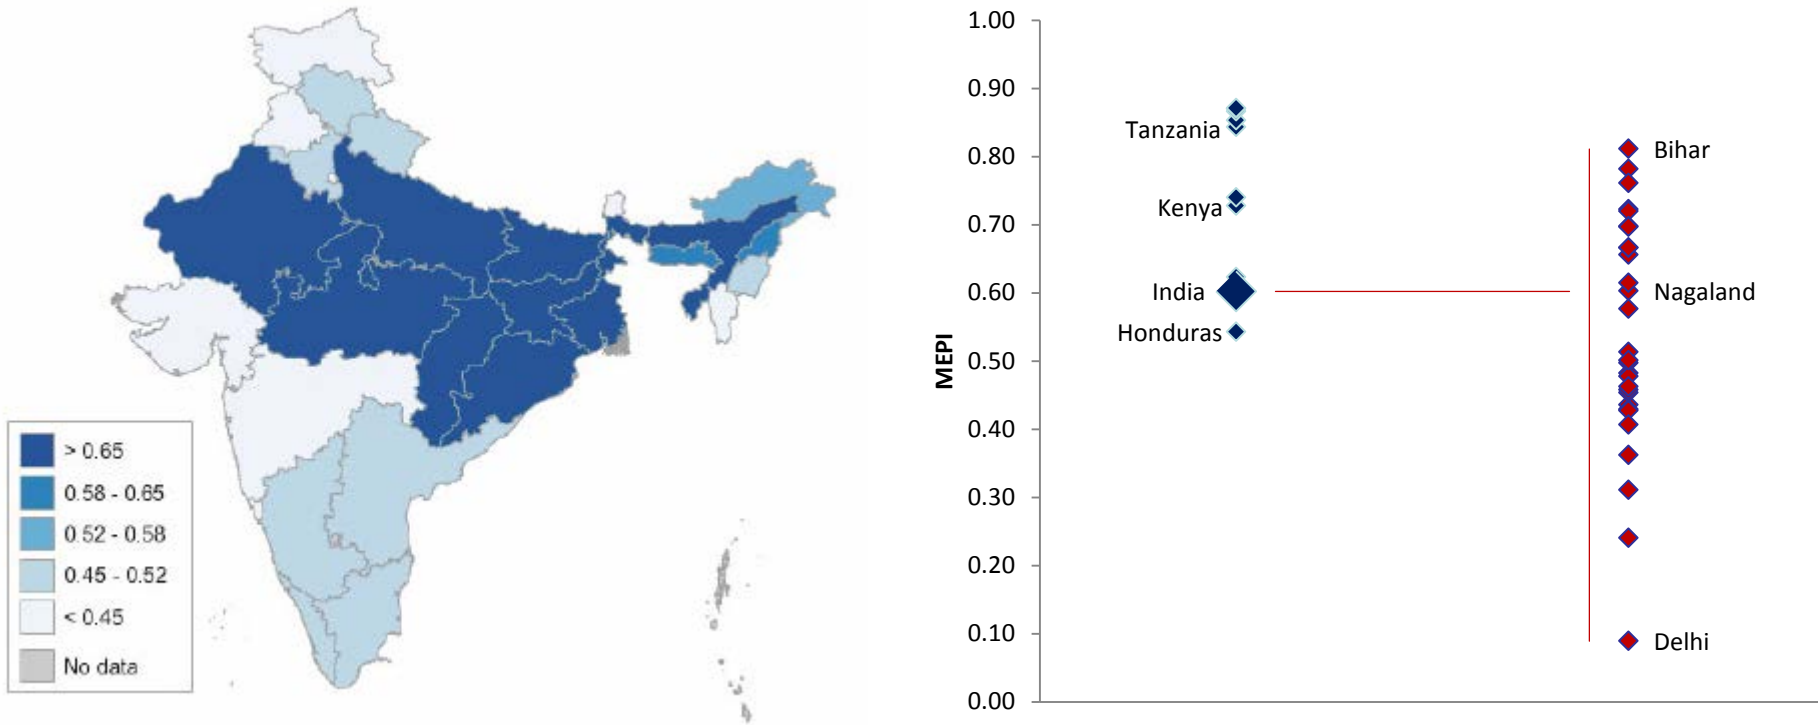 > 0.65
0.58 - 0.65
0.52 - 0.58
0.45 - 0.52
< 0.45
No data
MEPI
1.00
0.90
0.80
0.70
0.60
0.50
0.40
0.30
0.20
0.10
0.00
Tanzania
Kenya
India
Honduras
Bihar
Nagaland
Delhi